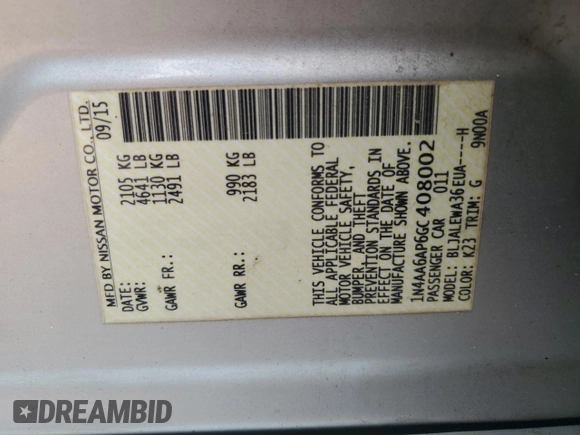 MFD BY NISSAN MOTOR CO., LTD.
DATE: 09/15
GVWR: 2105 KG
4641 LB
GAWR FR.: 1130 KG
2491 LB
GAWR RR.: 990 KG
2183 LB
THIS VEHICLE CONFORMS TO
ALL APPLICABLE FEDERAL
MOTOR VEHICLE SAFETY,
BUMPER, AND THEFT
PREVENTION STANDARDS IN
EFFECT ON THE DATE OF
MANUFACTURE SHOWN ABOVE.
1N4AA6AP6GC408002
PASSENGER CAR 011
MODEL: BLJALEWA36EUA-----H
COLOR: K23 TRIM: G 9N00A
DREAMBID